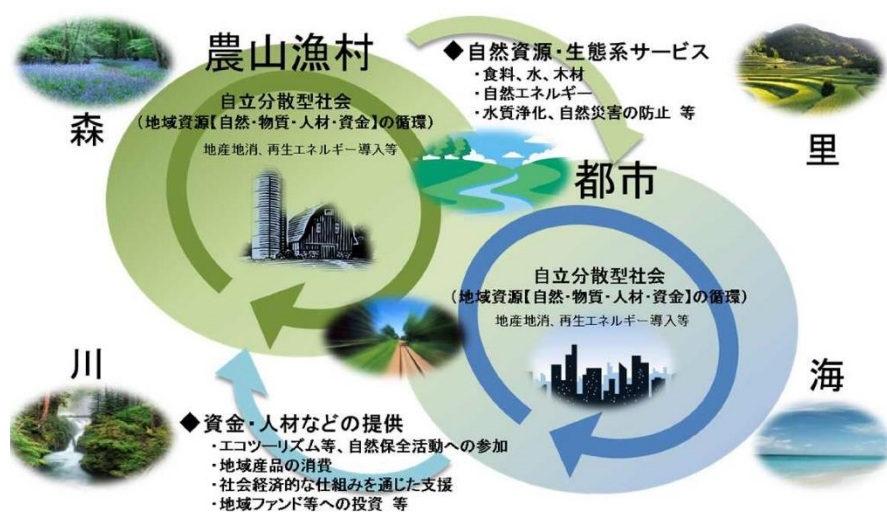 農山漁村
自立分散型社会
（地域資源【自然・物質・人材・資金】の循環）
地産地消、再生エネルギー導入等
森
◆自然資源・生態系サービス
・食料、水、木材
・自然エネルギー
・水質浄化、自然災害の防止 等
里
都市
自立分散型社会
（地域資源【自然・物質・人材・資金】の循環）
地産地消、再生エネルギー導入等
川
◆資金・人材などの提供
・エコツーリズム等、自然保全活動への参加
・地域産品の消費
・社会経済的な仕組みを通じた支援
・地域ファンド等への投資 等
海